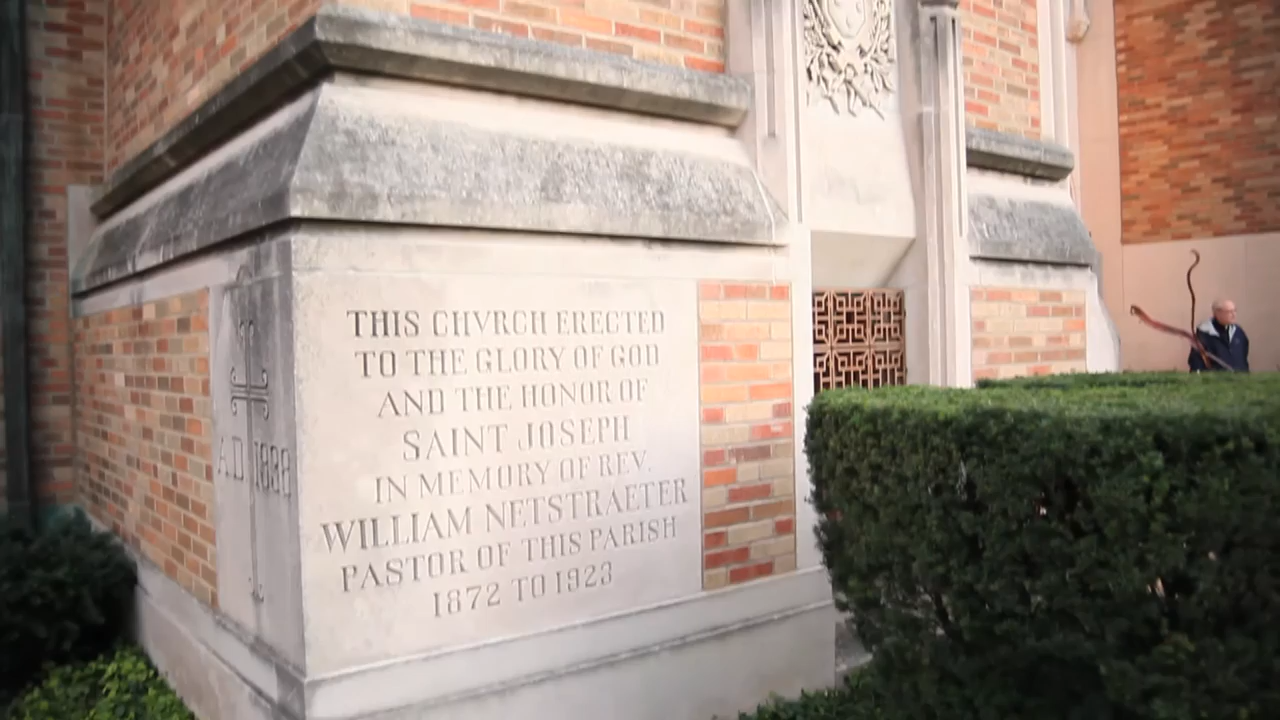 THIS CHVRCH ERECTED
TO THE GLORY OF GOD
AND THE HONOR OF
SAINT JOSEPH
IN MEMORY OF REV.
WILLIAM NETSTRAETER
PASTOR OF THIS PARISH
1872 TO 1923
A.D. 1938